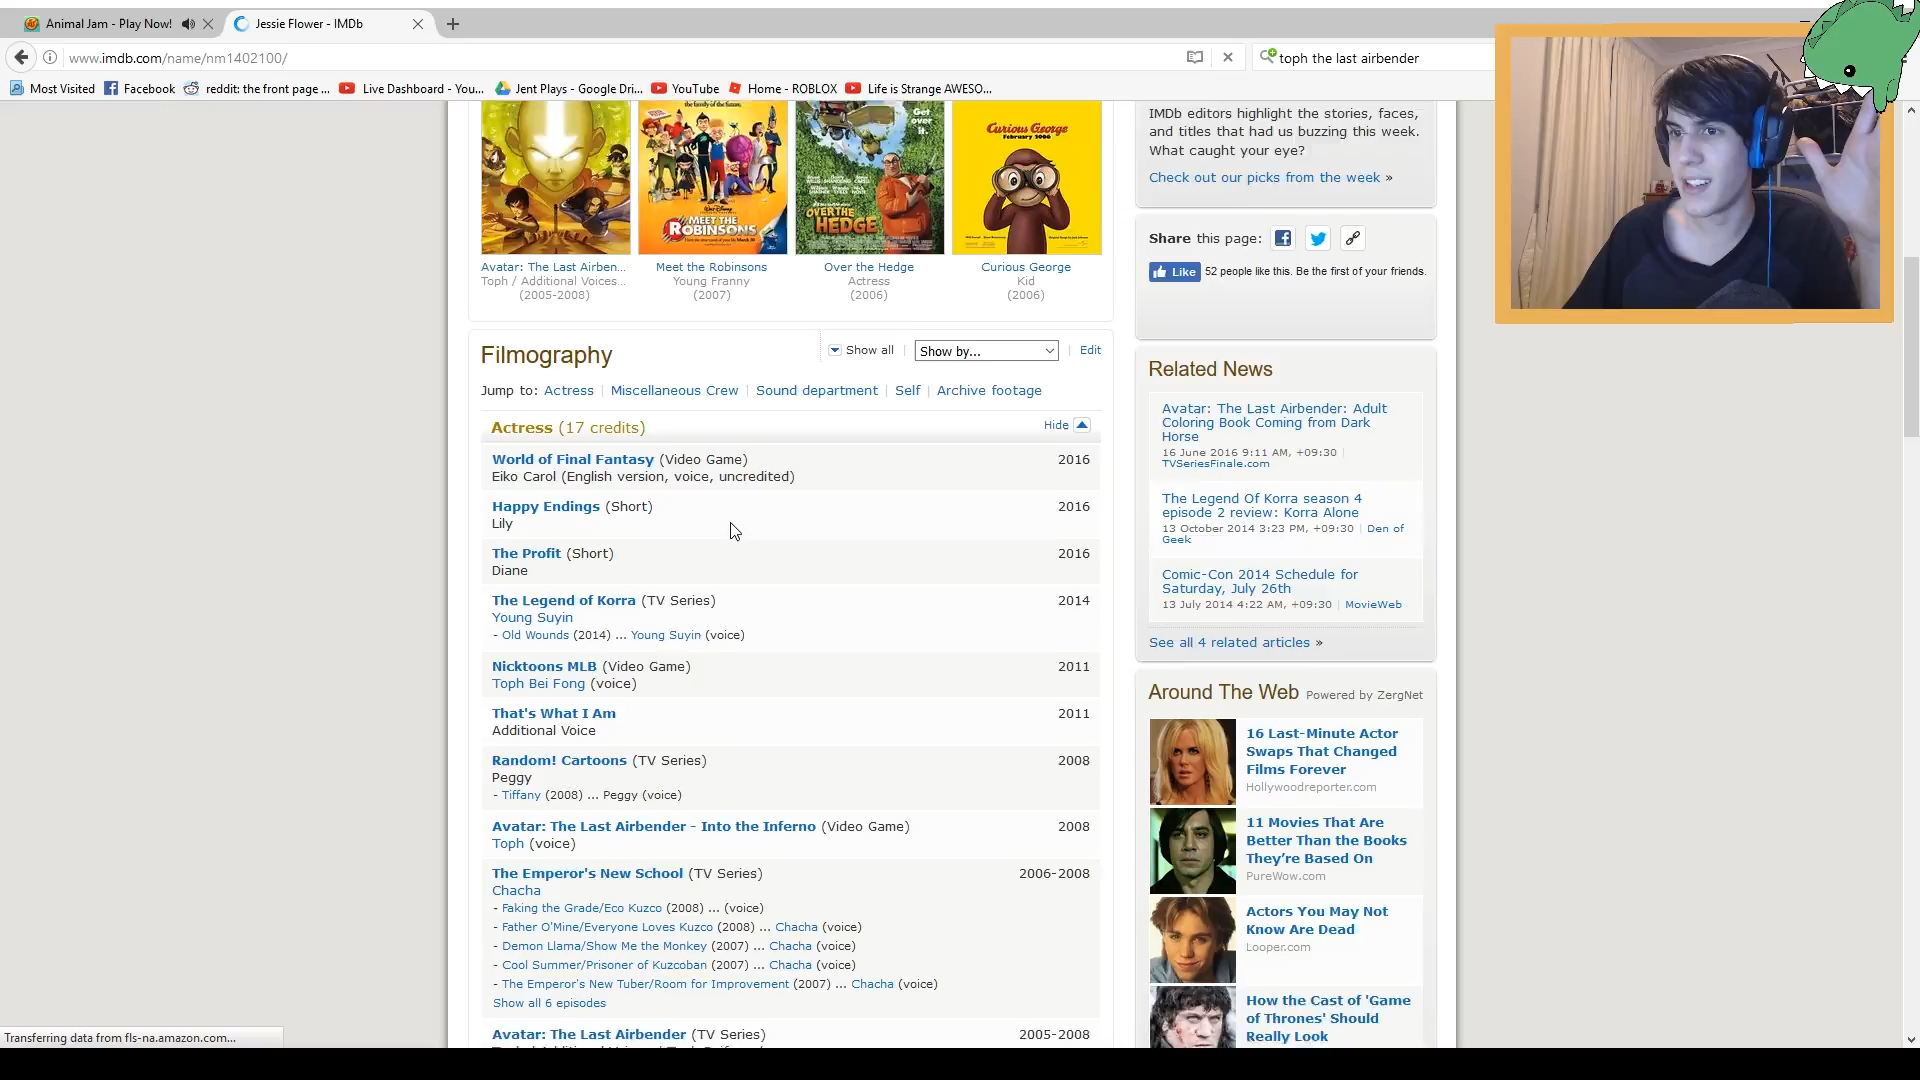 Animal Jam - Play Now!
Jessie Flower - IMDb
www.imdb.com/name/nm1402100/
toph the last airbender
Most Visited
Facebook
reddit: the front page ...
Live Dashboard - You...
Jent Plays - Google Dri...
YouTube
Home - ROBLOX
Life is Strange AWESO...
the family of the future.
WALT DISNEY
MEET THE ROBINSONS
Get over it.
OVER THE HEDGE
Curious George
February 2006
Avatar: The Last Airben...
Toph / Additional Voices...
(2005-2008)
Meet the Robinsons
Young Franny
(2007)
Over the Hedge
Actress
(2006)
Curious George
Kid
(2006)
Filmography
Show all
Show by...
Edit
Jump to: Actress | Miscellaneous Crew | Sound department | Self | Archive footage
Actress (17 credits)
Hide
World of Final Fantasy (Video Game) 2016
Eiko Carol (English version, voice, uncredited)
Happy Endings (Short) 2016
Lily
The Profit (Short) 2016
Diane
The Legend of Korra (TV Series) 2014
Young Suyin
- Old Wounds (2014) ... Young Suyin (voice)
Nicktoons MLB (Video Game) 2011
Toph Bei Fong (voice)
That's What I Am 2011
Additional Voice
Random! Cartoons (TV Series) 2008
Peggy
- Tiffany (2008) ... Peggy (voice)
Avatar: The Last Airbender - Into the Inferno (Video Game) 2008
Toph (voice)
The Emperor's New School (TV Series) 2006-2008
Chacha
- Faking the Grade/Eco Kuzco (2008) ... (voice)
- Father O'Mine/Everyone Loves Kuzco (2008) ... Chacha (voice)
- Demon Llama/Show Me the Monkey (2007) ... Chacha (voice)
- Cool Summer/Prisoner of Kuzcoban (2007) ... Chacha (voice)
- The Emperor's New Tuber/Room for Improvement (2007) ... Chacha (voice)
Show all 6 episodes
Avatar: The Last Airbender (TV Series) 2005-2008
IMDb editors highlight the stories, faces,
and titles that had us buzzing this week.
What caught your eye?
Check out our picks from the week »
Share this page:
Like
52 people like this. Be the first of your friends.
Related News
Avatar: The Last Airbender: Adult
Coloring Book Coming from Dark
Horse
16 June 2016 9:11 AM, +09:30 |
TVSeriesFinale.com
The Legend Of Korra season 4
episode 2 review: Korra Alone
13 October 2014 3:23 PM, +09:30 | Den of
Geek
Comic-Con 2014 Schedule for
Saturday, July 26th
13 July 2014 4:22 AM, +09:30 | MovieWeb
See all 4 related articles »
Around The Web
Powered by ZergNet
16 Last-Minute Actor
Swaps That Changed
Films Forever
Hollywoodreporter.com
11 Movies That Are
Better Than the Books
They're Based On
PureWow.com
Actors You May Not
Know Are Dead
Looper.com
How the Cast of 'Game
of Thrones' Should
Really Look
Transferring data from fls-na.amazon.com...